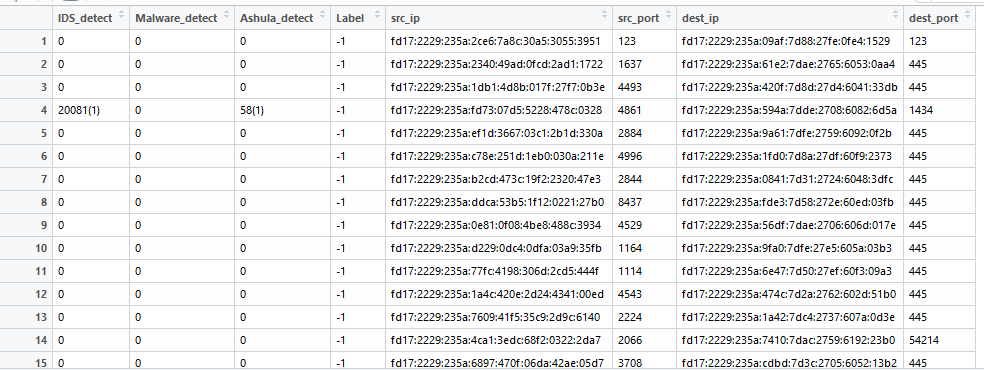 IDS_detect Malware_detect Ashula_detect Label src_ip src_port dest_ip dest_port
1 0 0 0 -1 fd17:2229:235a:2ce6:7a8c:30a5:3055:3951 123 fd17:2229:235a:09af:7d88:27fe:0fe4:1529 123
2 0 0 0 -1 fd17:2229:235a:2340:49ad:0fcd:2ad1:1722 1637 fd17:2229:235a:61e2:7dae:2765:6053:0aa4 445
3 0 0 0 -1 fd17:2229:235a:1db1:4d8b:017f:27f7:0b3e 4493 fd17:2229:235a:420f:7d8d:27d4:6041:33db 445
4 20081(1) 0 58(1) -1 fd17:2229:235a:fd73:07d5:5228:478c:0328 4861 fd17:2229:235a:594a:7dde:2708:6082:6d5a 1434
5 0 0 0 -1 fd17:2229:235a:ef1d:3667:03c1:2b1d:330a 2884 fd17:2229:235a:9a61:7dfe:2759:6092:0f2b 445
6 0 0 0 -1 fd17:2229:235a:c78e:251d:1eb0:030a:211e 4996 fd17:2229:235a:1fd0:7d8a:27df:60f9:2373 445
7 0 0 0 -1 fd17:2229:235a:b2cd:473c:19f2:2320:47e3 2844 fd17:2229:235a:0841:7d31:2724:6048:3dfc 445
8 0 0 0 -1 fd17:2229:235a:ddca:53b5:1f12:0221:27b0 8437 fd17:2229:235a:fde3:7d58:272e:60ed:03fb 445
9 0 0 0 -1 fd17:2229:235a:0e81:0f08:4be8:488c:3934 4529 fd17:2229:235a:56df:7dae:2706:606d:017e 445
10 0 0 0 -1 fd17:2229:235a:d229:0dc4:0dfa:03a9:35fb 1164 fd17:2229:235a:9fa0:7dfe:27e5:605a:03b3 445
11 0 0 0 -1 fd17:2229:235a:77fc:4198:306d:2cd5:444f 1114 fd17:2229:235a:6e47:7d50:27ef:60f3:09a3 445
12 0 0 0 -1 fd17:2229:235a:1a4c:420e:2d24:4341:00ed 4543 fd17:2229:235a:474c:7d2a:2762:602d:51b0 445
13 0 0 0 -1 fd17:2229:235a:7609:41f5:35c9:2d9c:6140 2224 fd17:2229:235a:1a42:7dc4:2737:607a:0d3e 445
14 0 0 0 -1 fd17:2229:235a:4ca1:3edc:68f2:0322:2da7 2066 fd17:2229:235a:7410:7dac:2759:6192:23b0 54214
15 0 0 0 -1 fd17:2229:235a:6897:470f:06da:42ae:05d7 3708 fd17:2229:235a:cdbd:7d3c:2705:6052:13b2 445